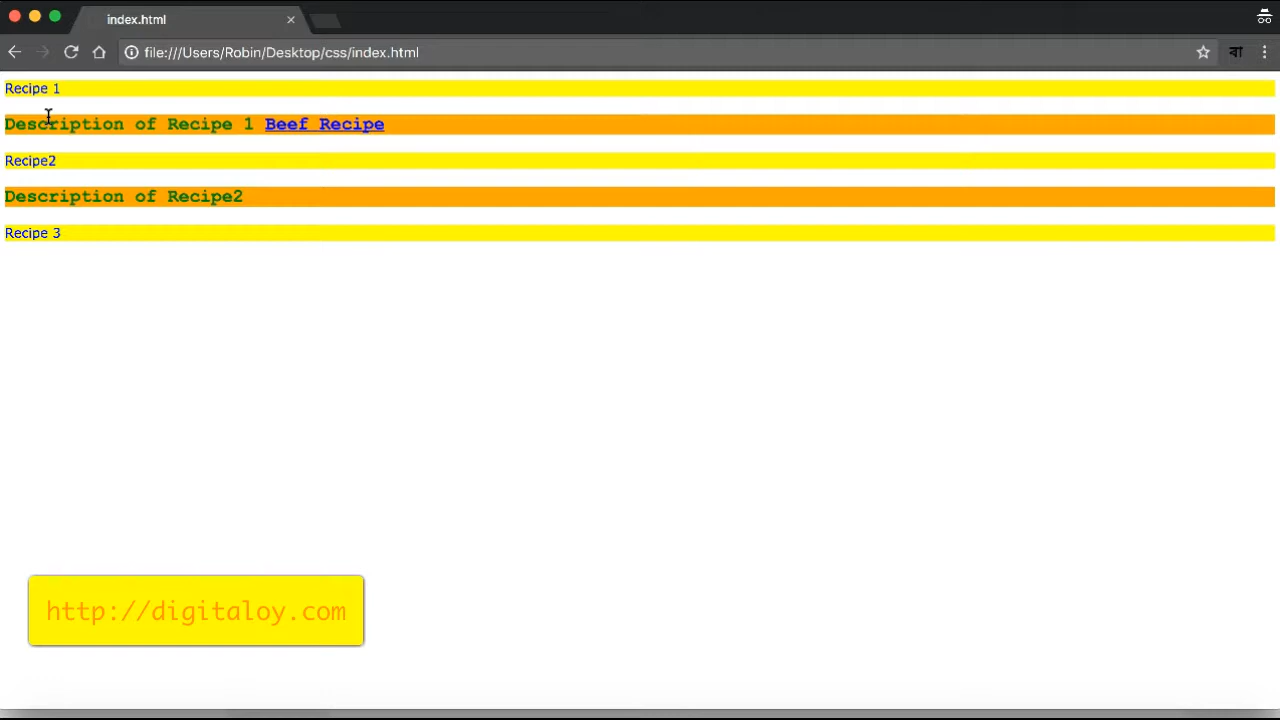 index.html
file:///Users/Robin/Desktop/css/index.html
বা
Recipe 1
Description of Recipe 1 Beef Recipe
Recipe2
Description of Recipe2
Recipe 3
http://digitaloy.com